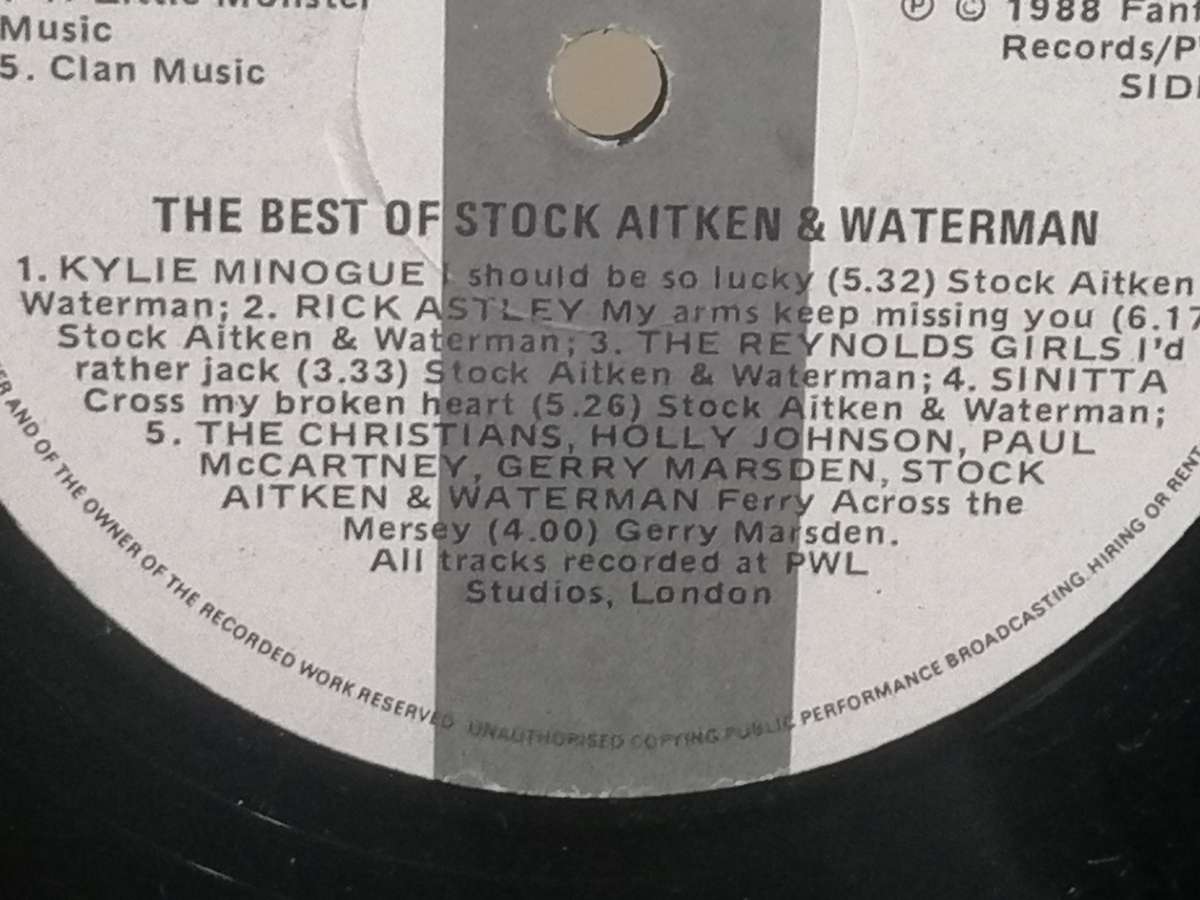 Music
5. Clan Music
Ⓟ © 1988
Records/
THE BEST OF STOCK AITKEN & WATERMAN
1. KYLIE MINOGUE I should be so lucky (5.32) Stock Aitken
Waterman; 2. RICK ASTLEY My arms keep missing you (6.17
Stock Aitken & Waterman; 3. THE REYNOLDS GIRLS I'd
rather jack (3.33) Stock Aitken & Waterman; 4. SINITTA
Cross my broken heart (5.26) Stock Aitken & Waterman;
5. THE CHRISTIANS, HOLLY JOHNSON, PAUL
McCARTNEY, GERRY MARSDEN, STOCK
AITKEN & WATERMAN Ferry Across the
Mersey (4.00) Gerry Marsden.
All tracks recorded at PWL
Studios, London
AND OF THE OWNER OF THE RECORDED WORK RESERVED UNAUTHORISED COPYING PUBLIC PERFORMANCE BROADCASTING. HIRING OR RENT